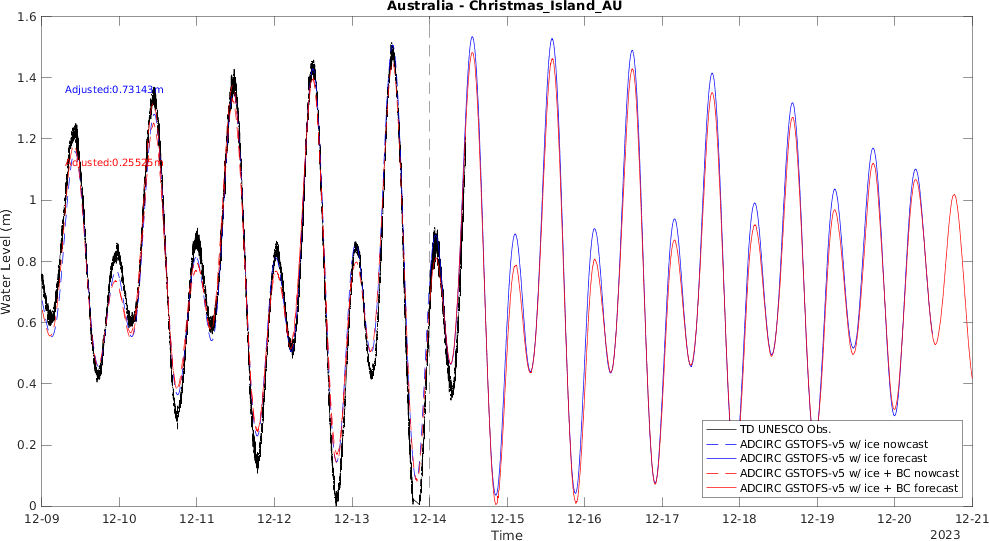 Australia - Christmas_Island_AU
1.6
1.4
1.2
1
0.8
0.6
0.4
0.2
0
Water Level (m)
Adjusted:0.73143m
Adjusted:0.25525m
TD UNESCO Obs.
ADCIRC GSTOFS-v5 w/ ice nowcast
ADCIRC GSTOFS-v5 w/ ice forecast
ADCIRC GSTOFS-v5 w/ ice + BC nowcast
ADCIRC GSTOFS-v5 w/ ice + BC forecast
12-09 12-10 12-11 12-12 12-13 12-14 12-15 12-16 12-17 12-18 12-19 12-20 12-21
Time
2023